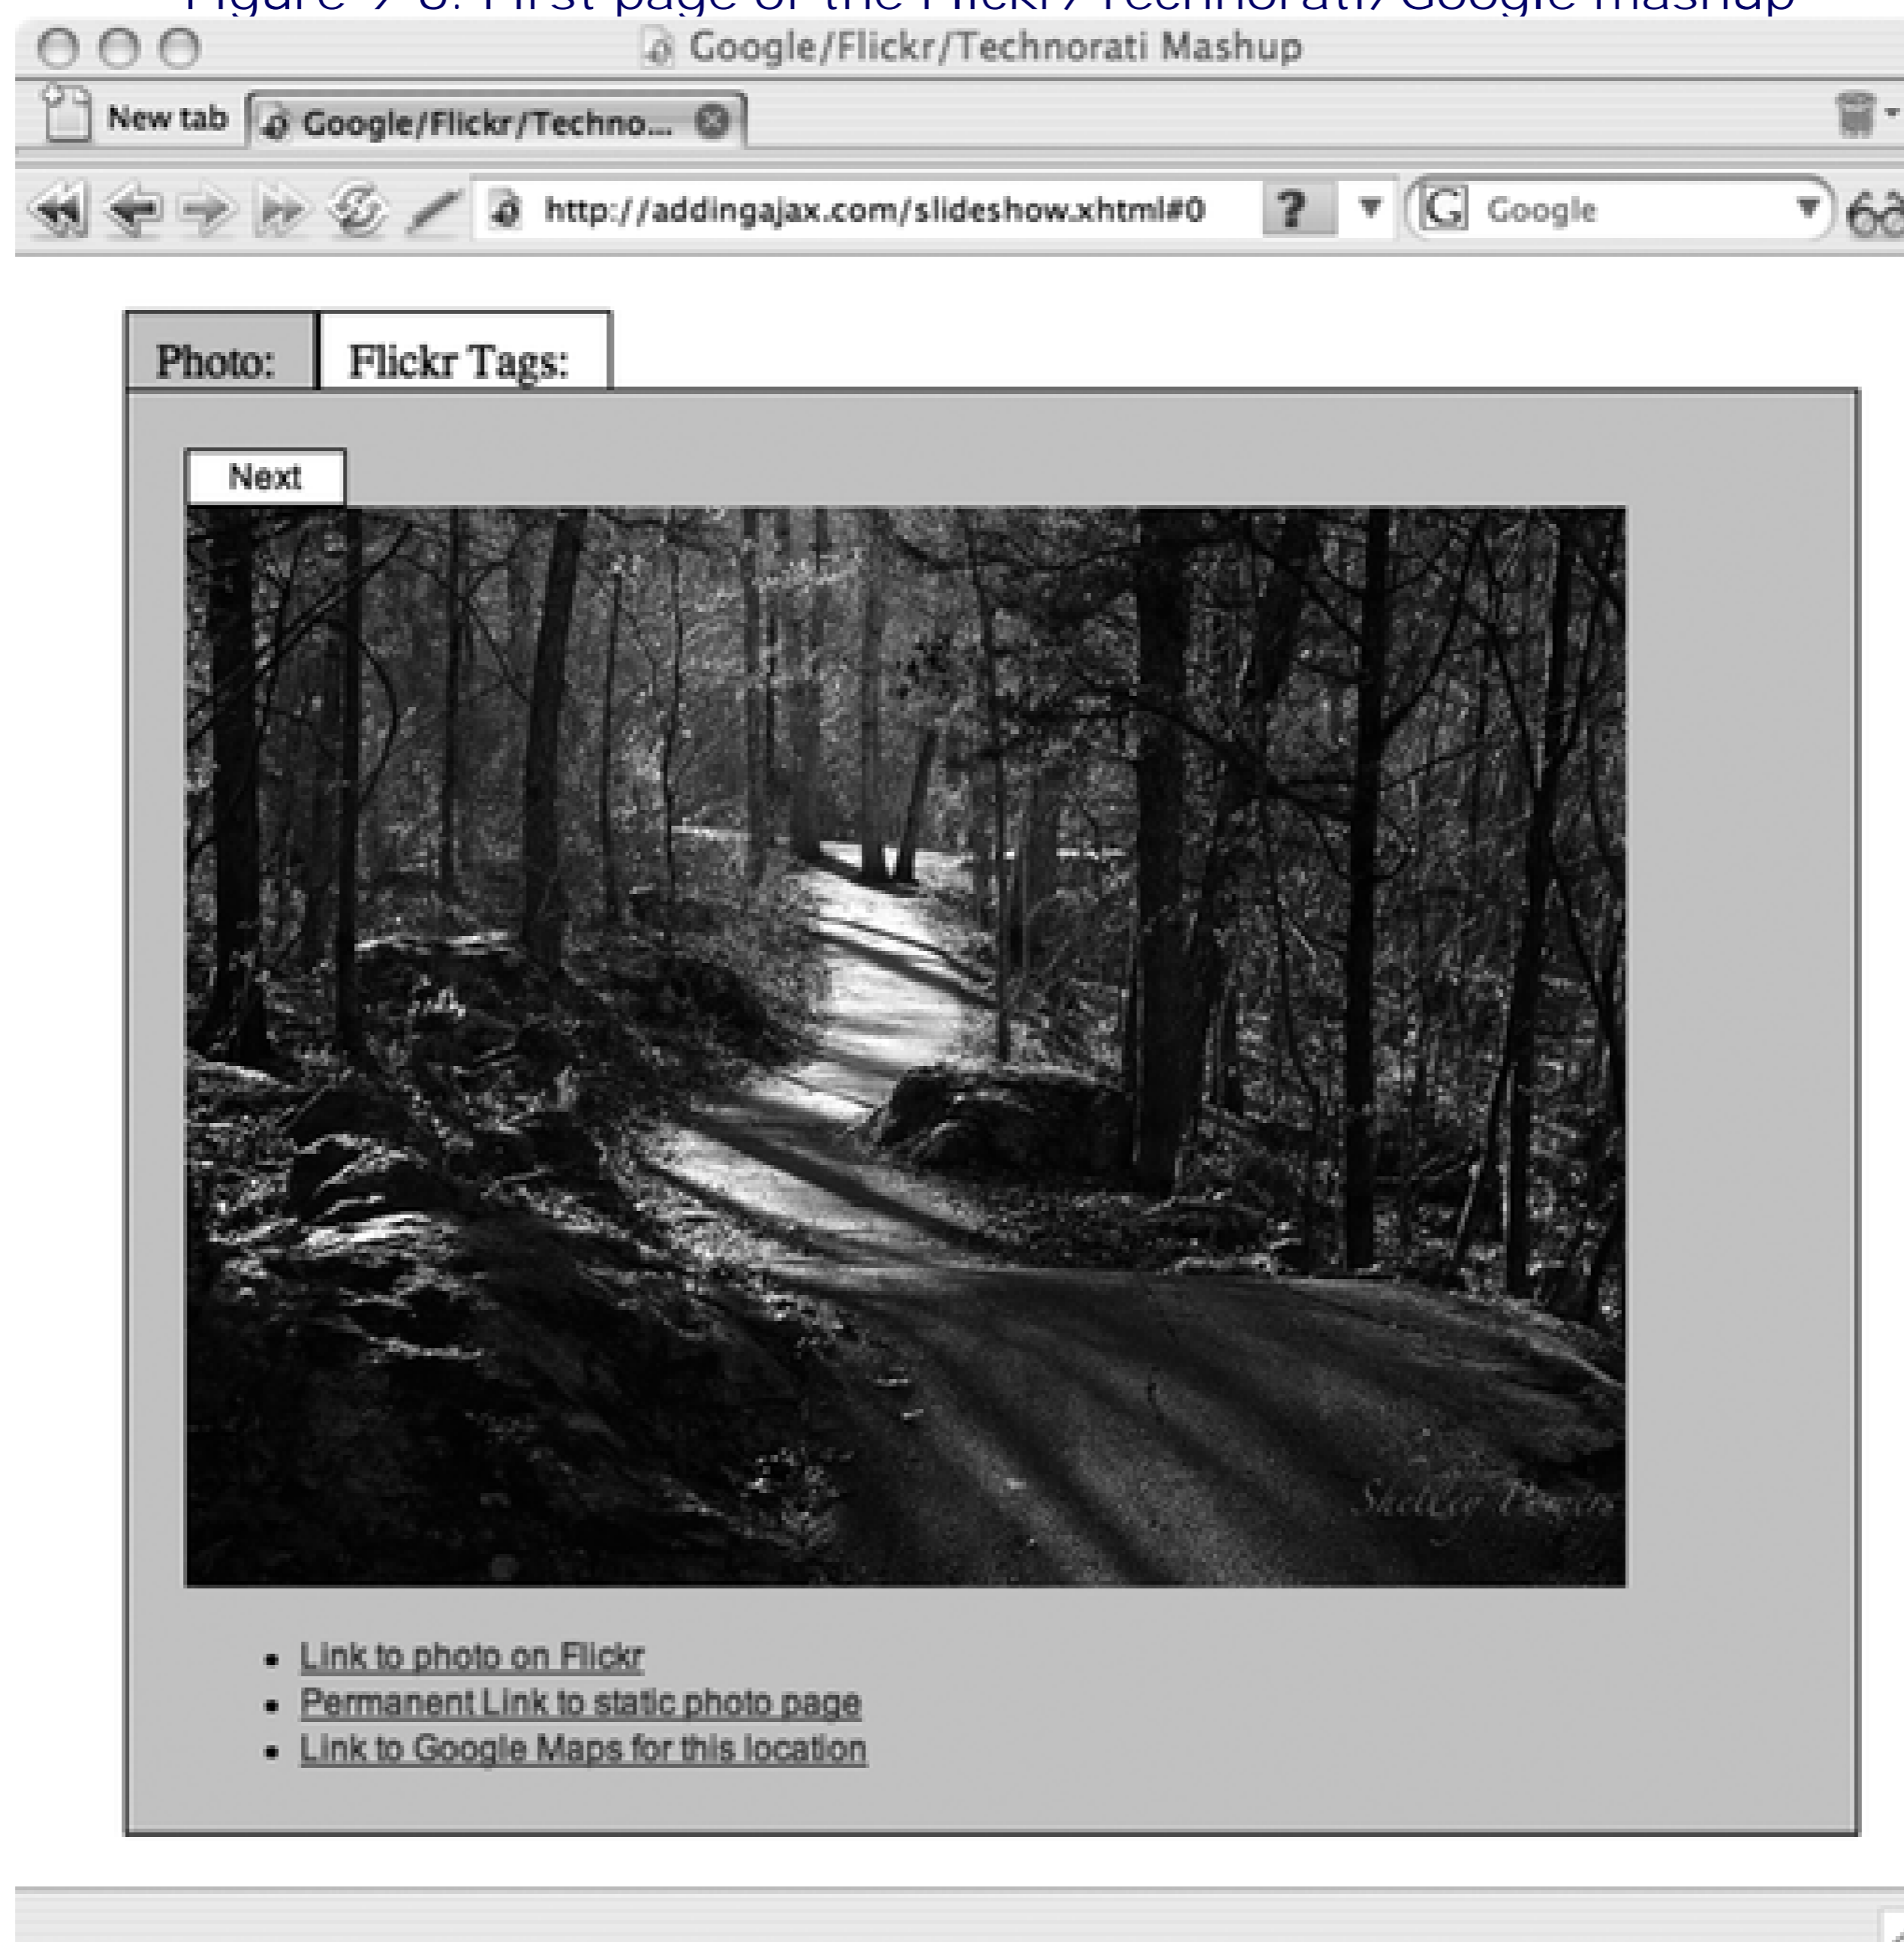 Google/Flickr/Technorati Mashup
New tab
Google/Flickr/Techno...
http://addingajax.com/slideshow.xhtml#0
?
G Google
Photo:
Flickr Tags:
Next
Shelley
Link to photo on Flickr
Permanent Link to static photo page
Link to Google Maps for this location